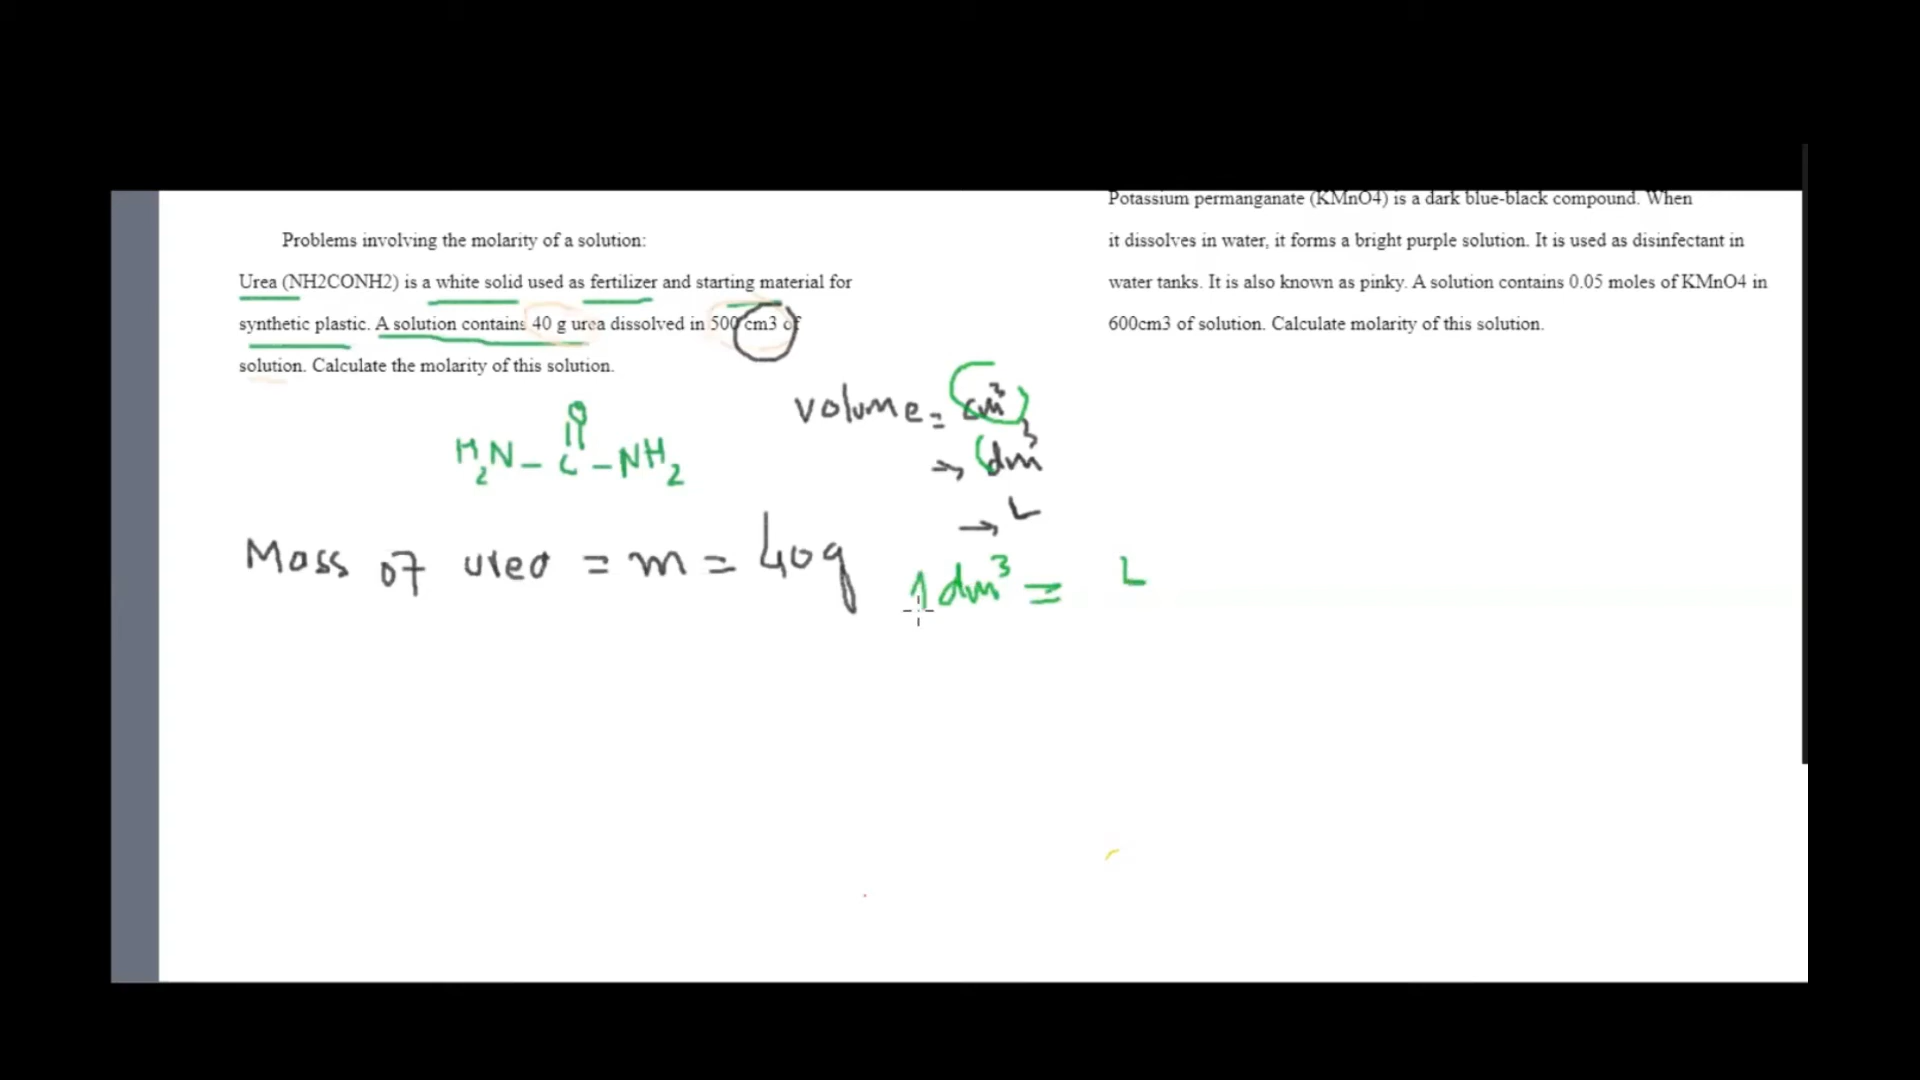 Problems involving the molarity of a solution:
Urea (NH2CONH2) is a white solid used as fertilizer and starting material for
synthetic plastic. A solution contains 40 g urea dissolved in 500 cm3 of
solution. Calculate the molarity of this solution.
volume = cm³
→ dm³
→ L
O
H₂N – C – NH₂
Mass of urea = m = 40g
1 dm³ = L
Potassium permanganate (KMnO4) is a dark blue-black compound. When
it dissolves in water, it forms a bright purple solution. It is used as disinfectant in
water tanks. It is also known as pinky. A solution contains 0.05 moles of KMnO4 in
600cm3 of solution. Calculate molarity of this solution.